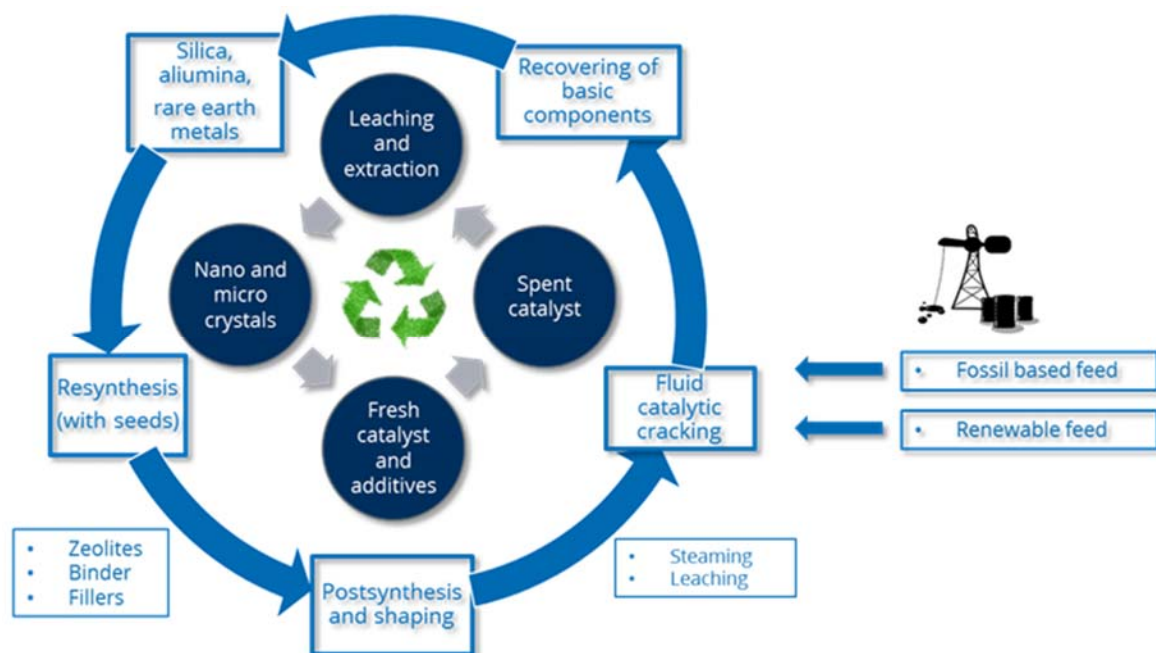 Silica,
aliumina,
rare earth
metals
Recovering of
basic
components
Leaching
and
extraction
Nano and
micro
crystals
Spent
catalyst
Fresh
catalyst
and
additives
Resynthesis
(with seeds)
Fluid
catalytic
cracking
• Fossil based feed
• Renewable feed
• Zeolites
• Binder
• Fillers
Postsynthesis
and shaping
• Steaming
• Leaching